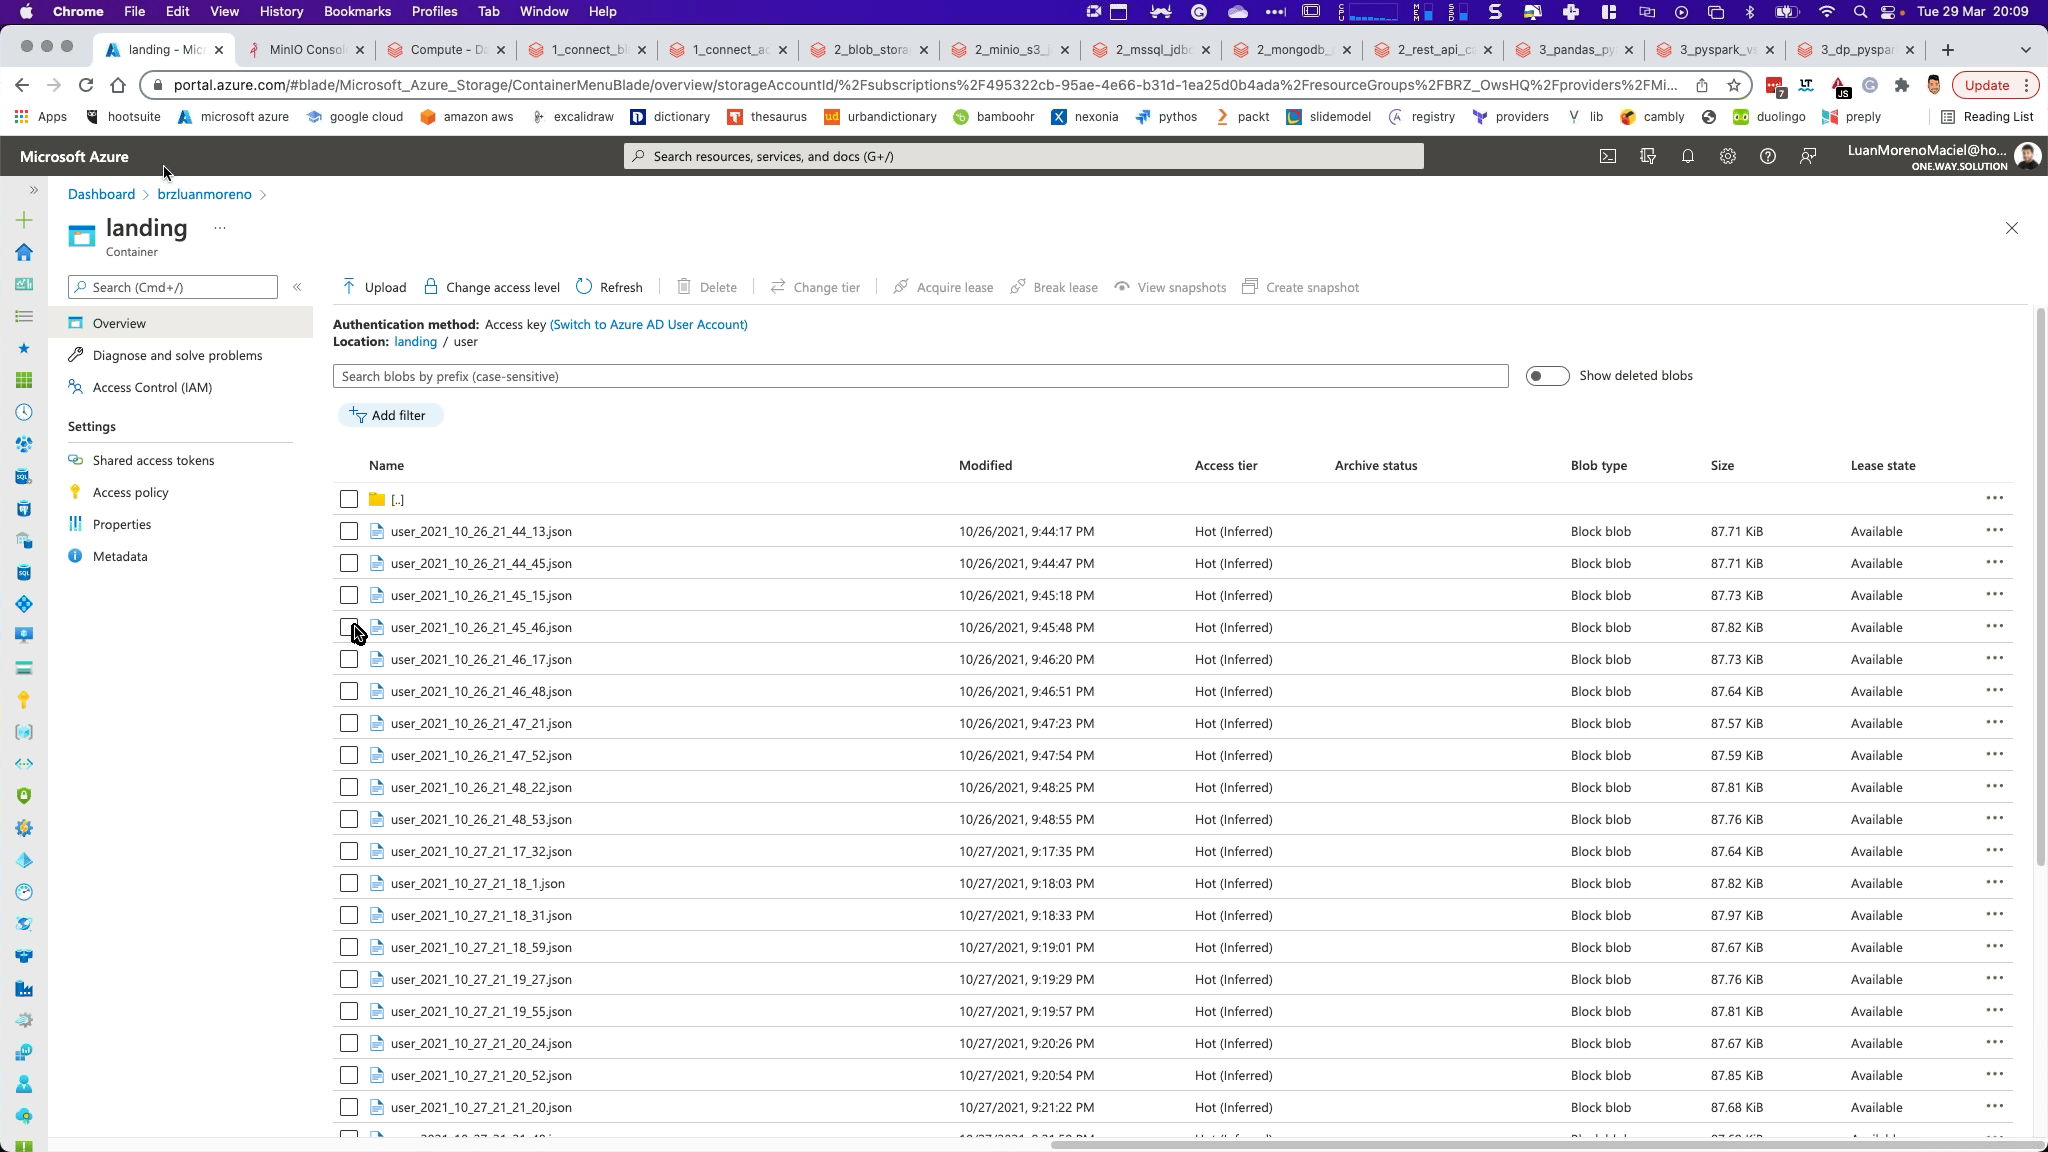 Chrome File Edit View History Bookmarks Profiles Tab Window Help Tue 29 Mar 20:09
landing - Mic MinIO Consol Compute - D 1_connect_bl 1_connect_a 2_blob_stora 2_minio_s3_ 2_mssql_jdb 2_mongodb_ 2_rest_api_c 3_pandas_py 3_pyspark_v 3_dp_pyspar
portal.azure.com/#blade/Microsoft_Azure_Storage/ContainerMenuBlade/overview/storageAccountId/%2Fsubscriptions%2F495322cb-95ae-4e66-b31d-1ea25d0b4ada%2FresourceGroups%2FBRZ_OwsHQ%2Fproviders%2FMi... Update
Apps hootsuite microsoft azure google cloud amazon aws excalidraw dictionary thesaurus urbandictionary bamboohr nexonia pythos packt slidemodel registry providers lib cambly duolingo preply Reading List
Microsoft Azure Search resources, services, and docs (G+/) LuanMorenoMaciel@ho...
ONE.WAY.SOLUTION
Dashboard > brzluanmoreno >
landing ...
Container
Search (Cmd+/) Upload Change access level Refresh Delete Change tier Acquire lease Break lease View snapshots Create snapshot
Overview
Diagnose and solve problems
Access Control (IAM)
Settings
Shared access tokens
Access policy
Properties
Metadata
Authentication method: Access key (Switch to Azure AD User Account)
Location: landing / user
Search blobs by prefix (case-sensitive) Show deleted blobs
Add filter
Name Modified Access tier Archive status Blob type Size Lease state
[..]
user_2021_10_26_21_44_13.json 10/26/2021, 9:44:17 PM Hot (Inferred) Block blob 87.71 KiB Available
user_2021_10_26_21_44_45.json 10/26/2021, 9:44:47 PM Hot (Inferred) Block blob 87.71 KiB Available
user_2021_10_26_21_45_15.json 10/26/2021, 9:45:18 PM Hot (Inferred) Block blob 87.73 KiB Available
user_2021_10_26_21_45_46.json 10/26/2021, 9:45:48 PM Hot (Inferred) Block blob 87.82 KiB Available
user_2021_10_26_21_46_17.json 10/26/2021, 9:46:20 PM Hot (Inferred) Block blob 87.73 KiB Available
user_2021_10_26_21_46_48.json 10/26/2021, 9:46:51 PM Hot (Inferred) Block blob 87.64 KiB Available
user_2021_10_26_21_47_21.json 10/26/2021, 9:47:23 PM Hot (Inferred) Block blob 87.57 KiB Available
user_2021_10_26_21_47_52.json 10/26/2021, 9:47:54 PM Hot (Inferred) Block blob 87.59 KiB Available
user_2021_10_26_21_48_22.json 10/26/2021, 9:48:25 PM Hot (Inferred) Block blob 87.81 KiB Available
user_2021_10_26_21_48_53.json 10/26/2021, 9:48:55 PM Hot (Inferred) Block blob 87.76 KiB Available
user_2021_10_27_21_17_32.json 10/27/2021, 9:17:35 PM Hot (Inferred) Block blob 87.64 KiB Available
user_2021_10_27_21_18_1.json 10/27/2021, 9:18:03 PM Hot (Inferred) Block blob 87.82 KiB Available
user_2021_10_27_21_18_31.json 10/27/2021, 9:18:33 PM Hot (Inferred) Block blob 87.97 KiB Available
user_2021_10_27_21_18_59.json 10/27/2021, 9:19:01 PM Hot (Inferred) Block blob 87.67 KiB Available
user_2021_10_27_21_19_27.json 10/27/2021, 9:19:29 PM Hot (Inferred) Block blob 87.76 KiB Available
user_2021_10_27_21_19_55.json 10/27/2021, 9:19:57 PM Hot (Inferred) Block blob 87.81 KiB Available
user_2021_10_27_21_20_24.json 10/27/2021, 9:20:26 PM Hot (Inferred) Block blob 87.67 KiB Available
user_2021_10_27_21_20_52.json 10/27/2021, 9:20:54 PM Hot (Inferred) Block blob 87.85 KiB Available
user_2021_10_27_21_21_20.json 10/27/2021, 9:21:22 PM Hot (Inferred) Block blob 87.68 KiB Available